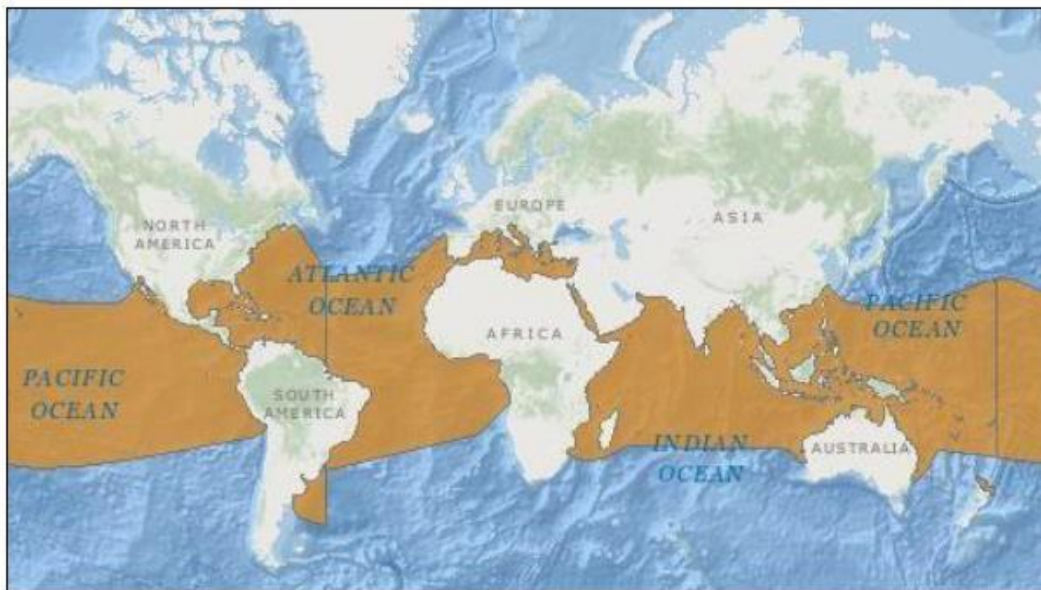 NORTH
AMERICA
EUROPE
ASIA
ATLANTIC
OCEAN
PACIFIC
OCEAN
AFRICA
PACIFIC
OCEAN
SOUTH
AMERICA
INDIAN
OCEAN
AUSTRALIA